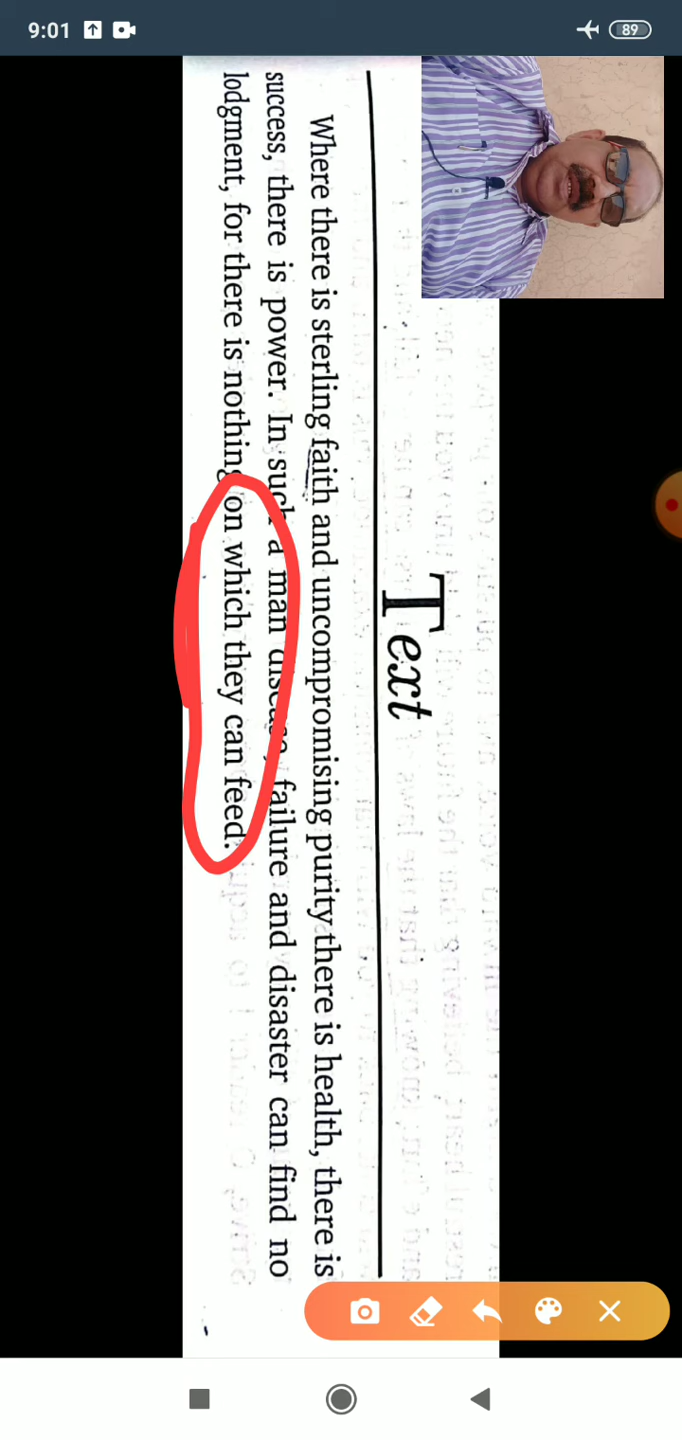 9:01
89
Text
Where there is sterling faith and uncompromising purity there is health, there is
success, there is power. In such a man disease, failure and disaster can find no
lodgment, for there is nothing on which they can feed.